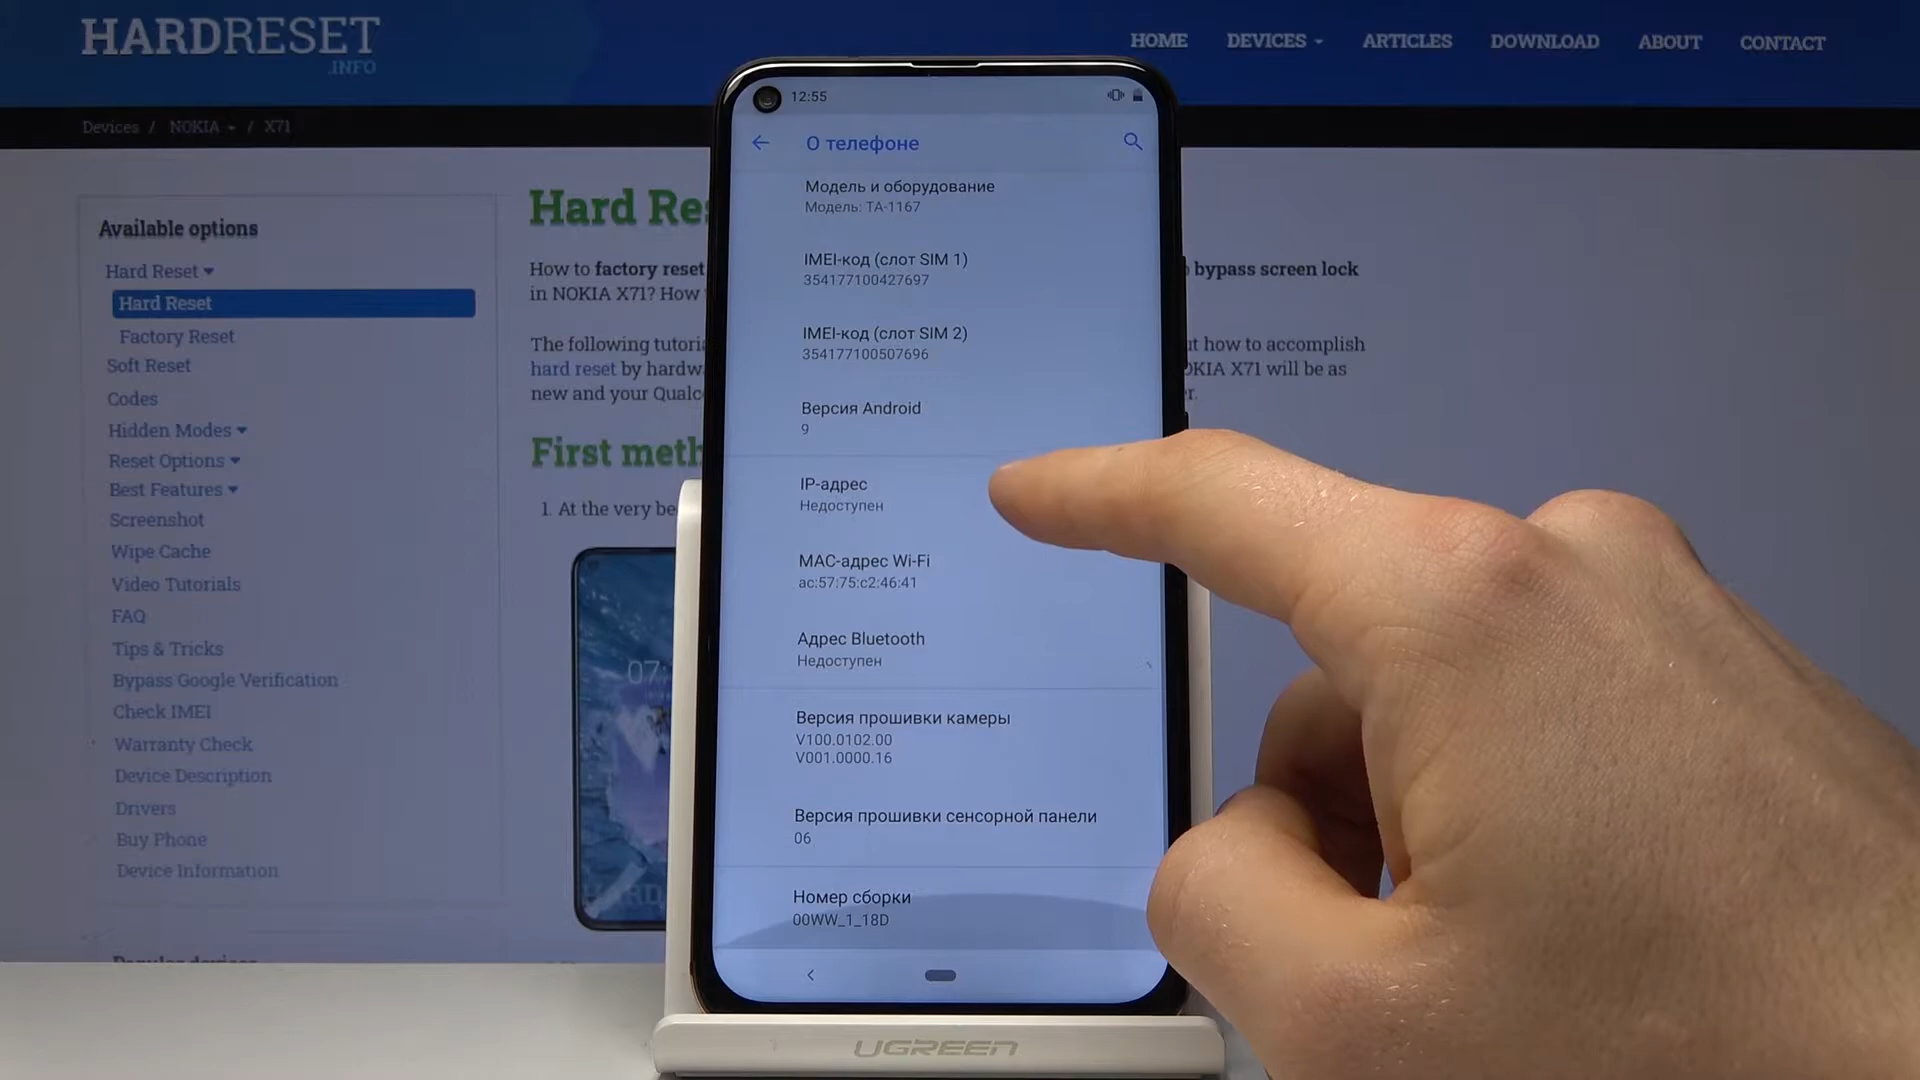 HARDRESET
.INFO
HOME DEVICES ARTICLES DOWNLOAD ABOUT CONTACT
Devices / NOKIA / X71
Available options
Hard Reset
Hard Reset
Factory Reset
Soft Reset
Codes
Hidden Modes
Reset Options
Best Features
Screenshot
Wipe Cache
Video Tutorials
FAQ
Tips & Tricks
Bypass Google Verification
Check IMEI
Warranty Check
Device Description
Drivers
Buy Phone
Device Information
Hard Res
How to factory reset
bypass screen lock
in NOKIA X71? How
The following tutoria
ut how to accomplish
hard reset by hardwa
OKIA X71 will be as
new and your Qualc
First meth
1. At the very be
07:
12:55
О телефоне
Модель и оборудование
Модель: TA-1167
IMEI-код (слот SIM 1)
354177100427697
IMEI-код (слот SIM 2)
354177100507696
Версия Android
9
IP-адрес
Недоступен
MAC-адрес Wi-Fi
ac:57:75:c2:46:41
Адрес Bluetooth
Недоступен
Версия прошивки камеры
V100.0102.00
V001.0000.16
Версия прошивки сенсорной панели
06
Номер сборки
00WW_1_18D
UGREEN